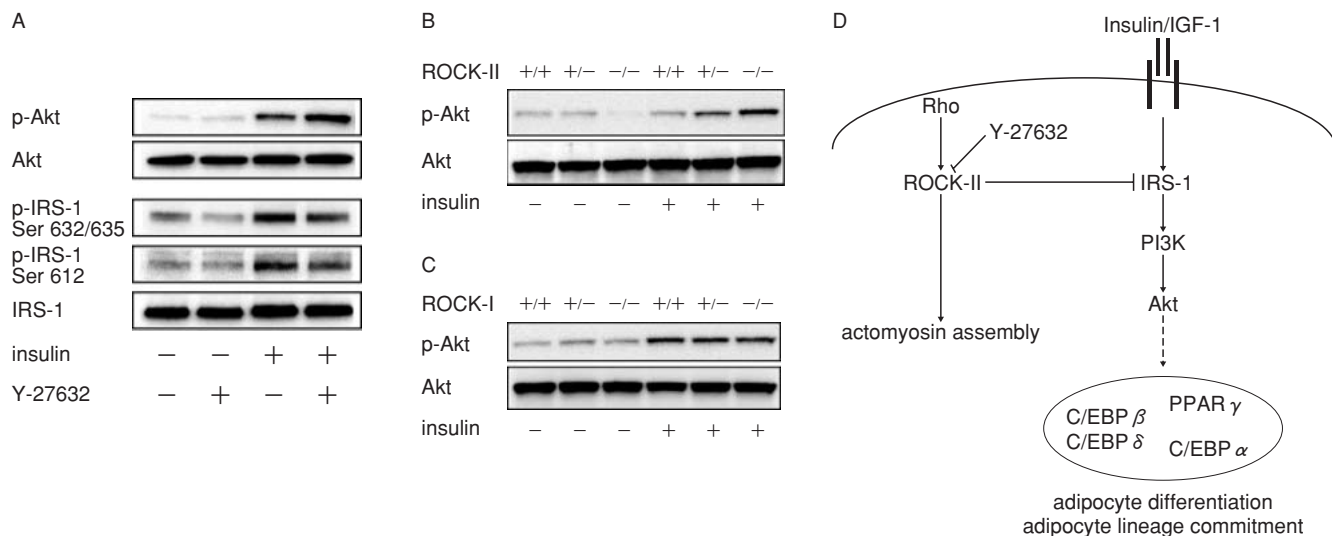 A
p-Akt
Akt
p-IRS-1
Ser 632/635
p-IRS-1
Ser 612
IRS-1
insulin − − + +
Y-27632 − + − +
B
ROCK-II +/+ +/− −/− +/+ +/− −/−
p-Akt
Akt
insulin − − − + + +
C
ROCK-I +/+ +/− −/− +/+ +/− −/−
p-Akt
Akt
insulin − − − + + +
D
Insulin/IGF-1
Rho
Y-27632
ROCK-II IRS-1
PI3K
Akt
actomyosin assembly
C/EBP β PPAR γ
C/EBP δ C/EBP α
adipocyte differentiation
adipocyte lineage commitment